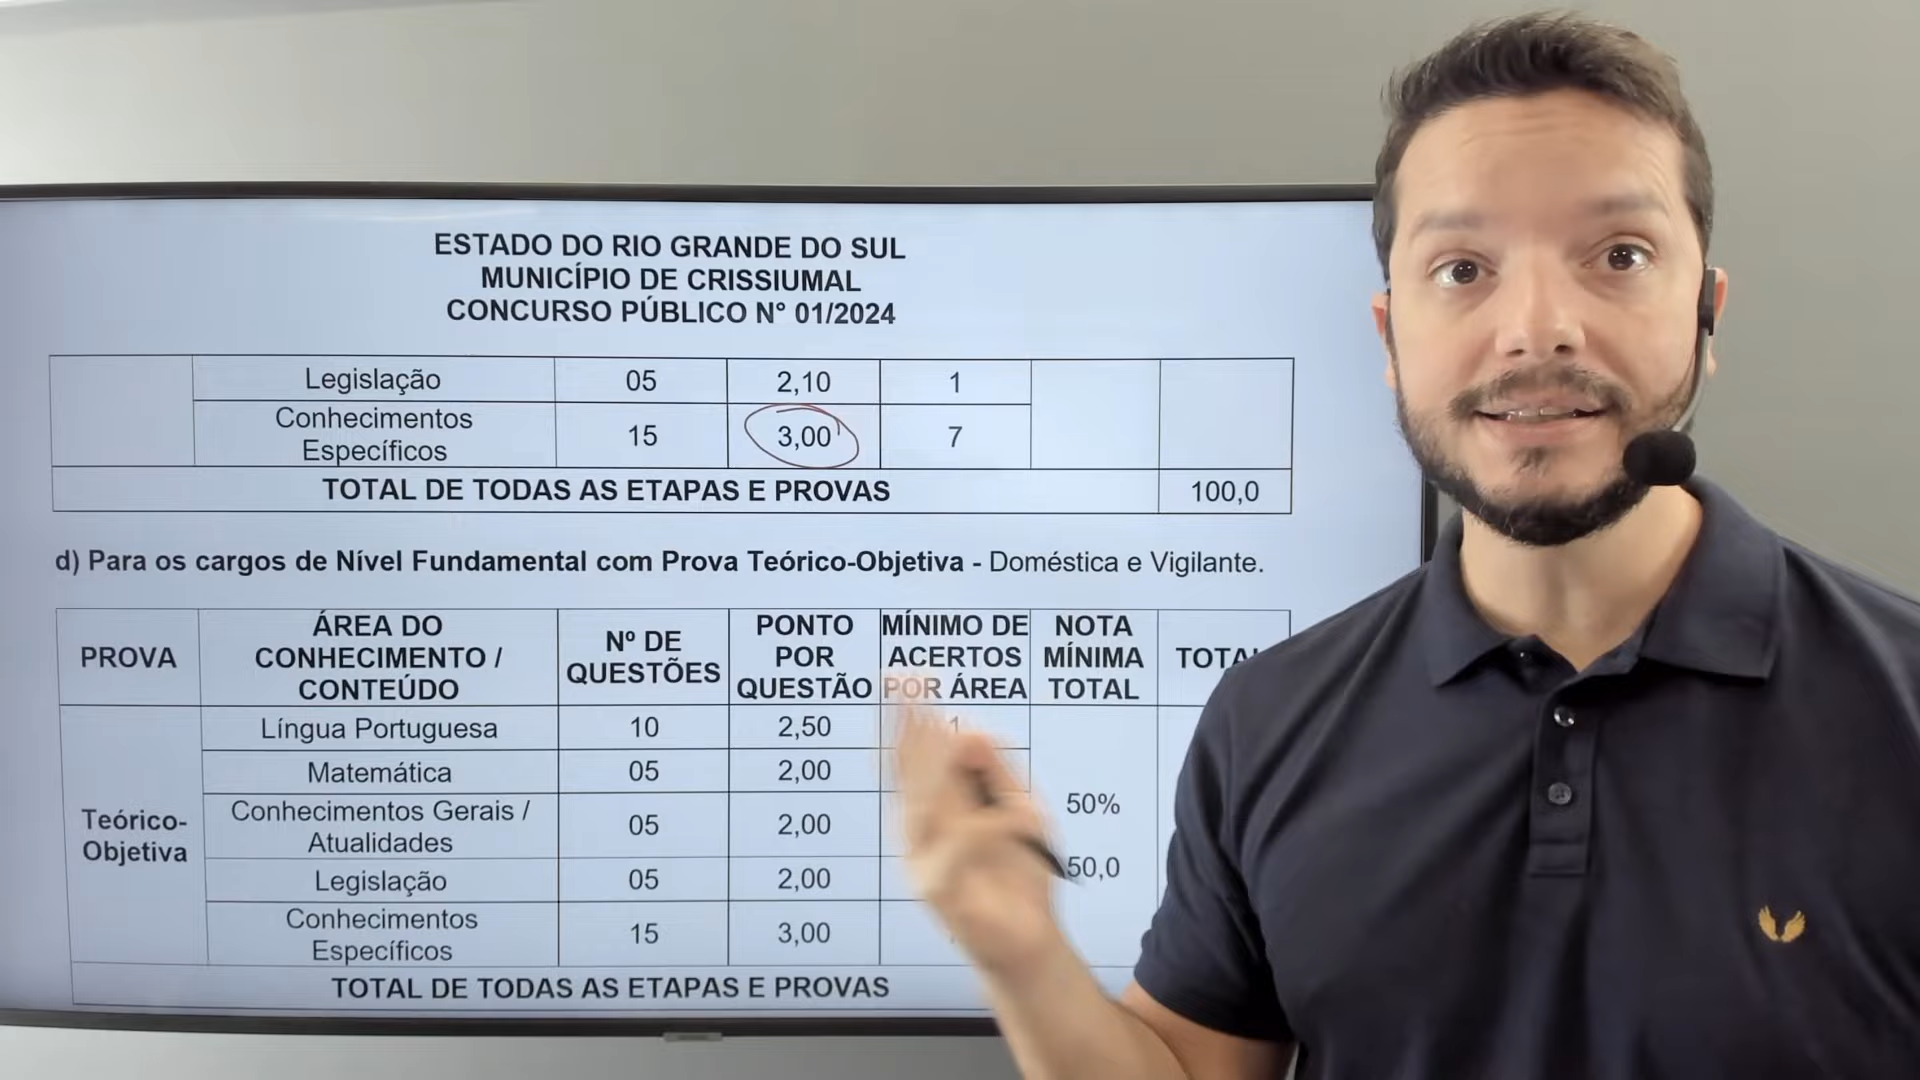 ESTADO DO RIO GRANDE DO SUL
MUNICÍPIO DE CRISSIUMAL
CONCURSO PÚBLICO N° 01/2024
Legislação 05 2,10 1
Conhecimentos Específicos 15 3,00 7
TOTAL DE TODAS AS ETAPAS E PROVAS 100,0
d) Para os cargos de Nível Fundamental com Prova Teórico-Objetiva - Doméstica e Vigilante.
PROVA
ÁREA DO
CONHECIMENTO /
CONTEÚDO
Nº DE
QUESTÕES
PONTO
POR
QUESTÃO
MÍNIMO DE
ACERTOS
POR ÁREA
NOTA
MÍNIMA
TOTAL
TOTAL
Teórico-
Objetiva
Língua Portuguesa 10 2,50 1
Matemática 05 2,00
Conhecimentos Gerais /
Atualidades 05 2,00
Legislação 05 2,00
Conhecimentos
Específicos 15 3,00
50%
50,0
TOTAL DE TODAS AS ETAPAS E PROVAS